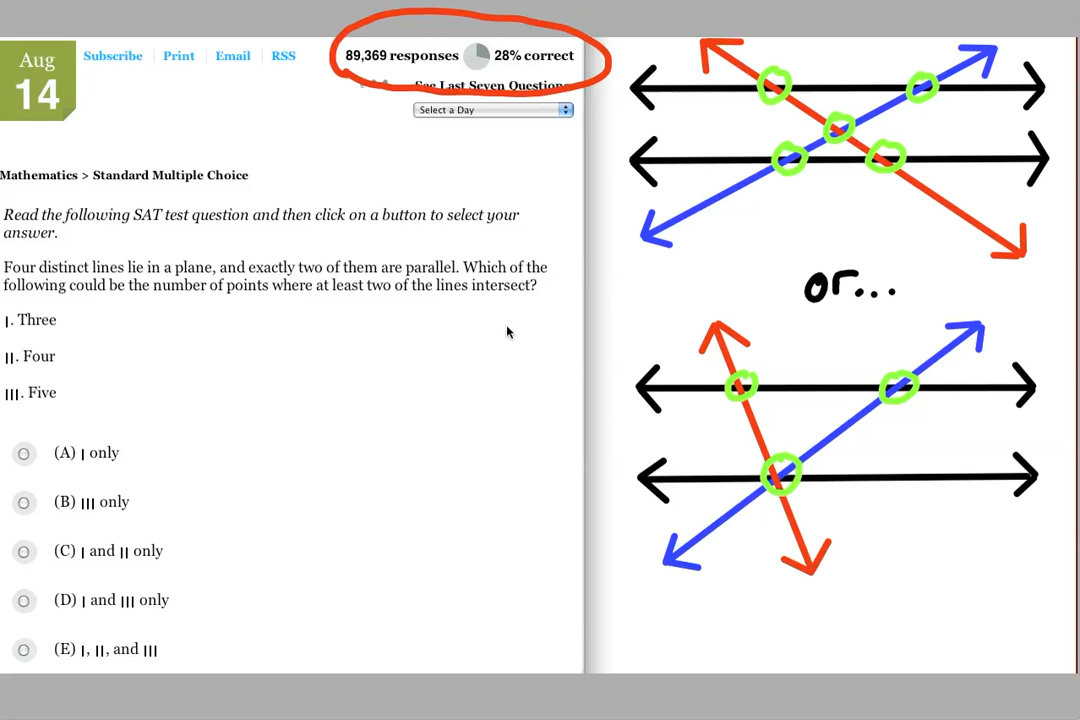 Aug
14
Subscribe
Print
Email
RSS
89,369 responses
28% correct
See Last Seven Questions
Select a Day
Mathematics > Standard Multiple Choice
Read the following SAT test question and then click on a button to select your
answer.
Four distinct lines lie in a plane, and exactly two of them are parallel. Which of the
following could be the number of points where at least two of the lines intersect?
I. Three
II. Four
III. Five
(A) I only
(B) III only
(C) I and II only
(D) I and III only
(E) I, II, and III
or...